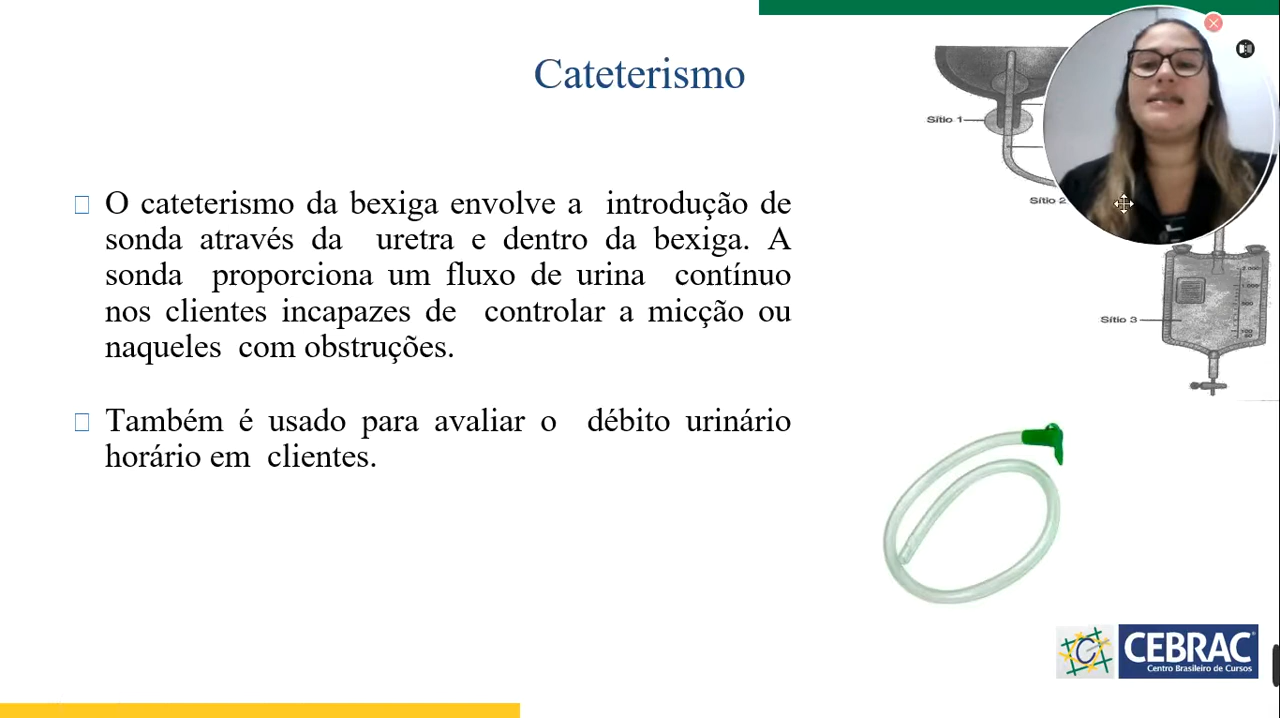 Cateterismo
Sítio 1
Sítio 2
O cateterismo da bexiga envolve a introdução de
sonda através da uretra e dentro da bexiga. A
sonda proporciona um fluxo de urina contínuo
nos clientes incapazes de controlar a micção ou
naqueles com obstruções.
Sítio 3
Também é usado para avaliar o débito urinário
horário em clientes.
CEBRAC
Centro Brasileiro de Cursos